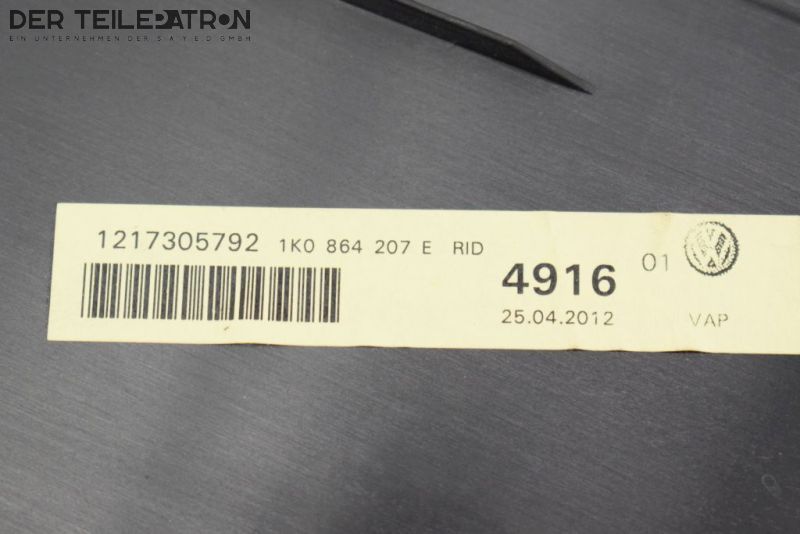 DER TEILEPATRON
EIN UNTERNEHMEN DER S A Y E D GMBH
1217305792 1K0 864 207 E RID
4916 01
25.04.2012 VAP